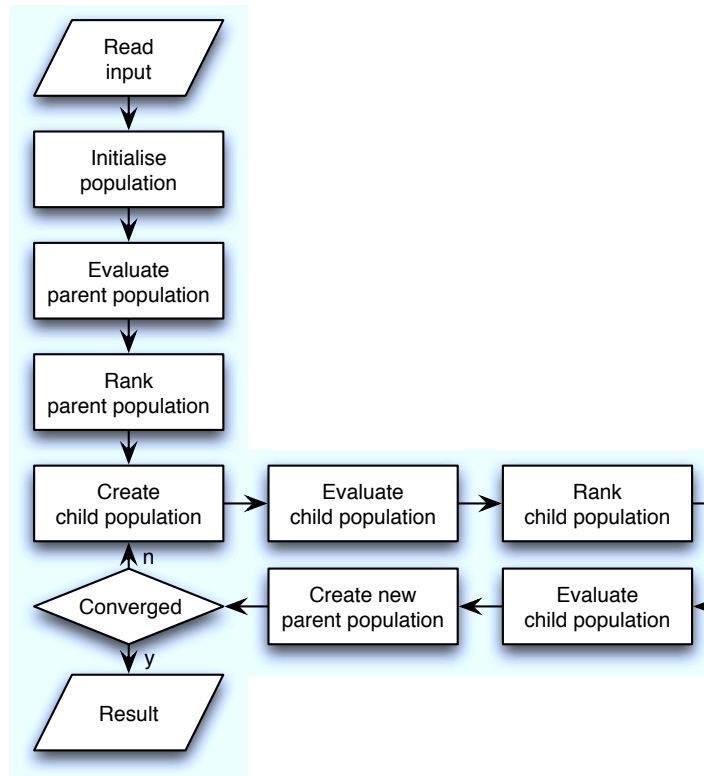 Read
input
Initialise
population
Evaluate
parent population
Rank
parent population
Create
child population
Evaluate
child population
Rank
child population
n
Converged
Create new
parent population
Evaluate
child population
y
Result